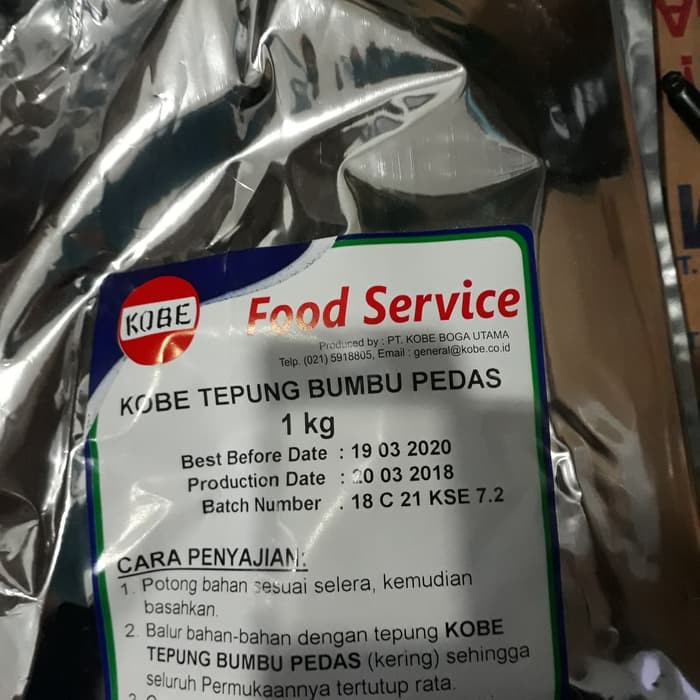 KOBE
Food Service
Produced by : PT. KOBE BOGA UTAMA
Telp. (021) 5918805, Email : general@kobe.co.id
KOBE TEPUNG BUMBU PEDAS
1 kg
Best Before Date : 19 03 2020
Production Date : 20 03 2018
Batch Number : 18 C 21 KSE 7.2
CARA PENYAJIAN:
1. Potong bahan sesuai selera, kemudian
basahkan.
2. Balur bahan-bahan dengan tepung KOBE
TEPUNG BUMBU PEDAS (kering) sehingga
seluruh Permukaannya tertutup rata.